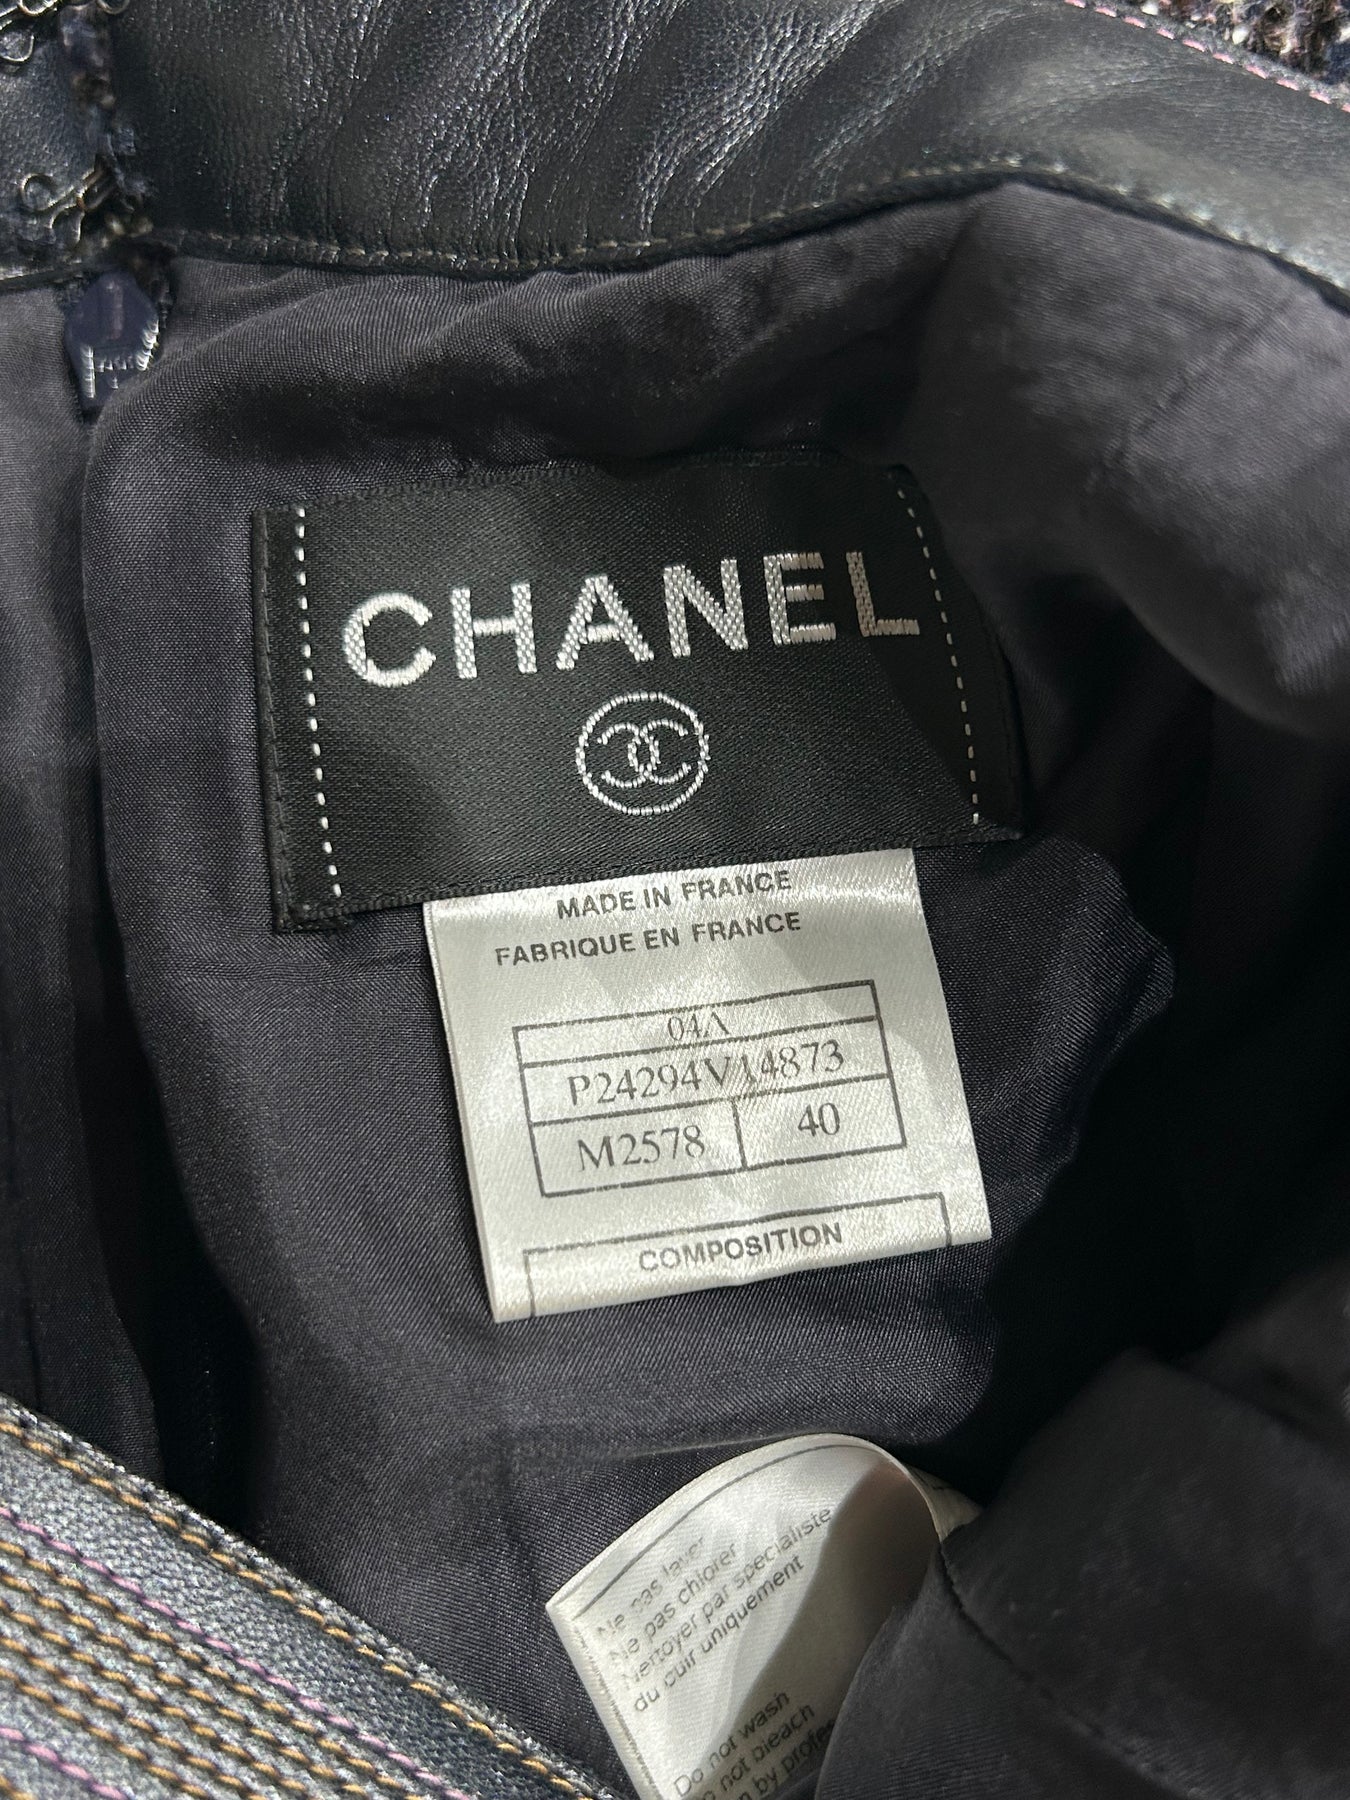 CHANEL
MADE IN FRANCE
FABRIQUE EN FRANCE
04A
P24294V14873
M2578 40
COMPOSITION
Ne pas laver
Ne pas chlorer
Nettoyer par specialiste
du cuir uniquement
Do not wash
not bleach
by